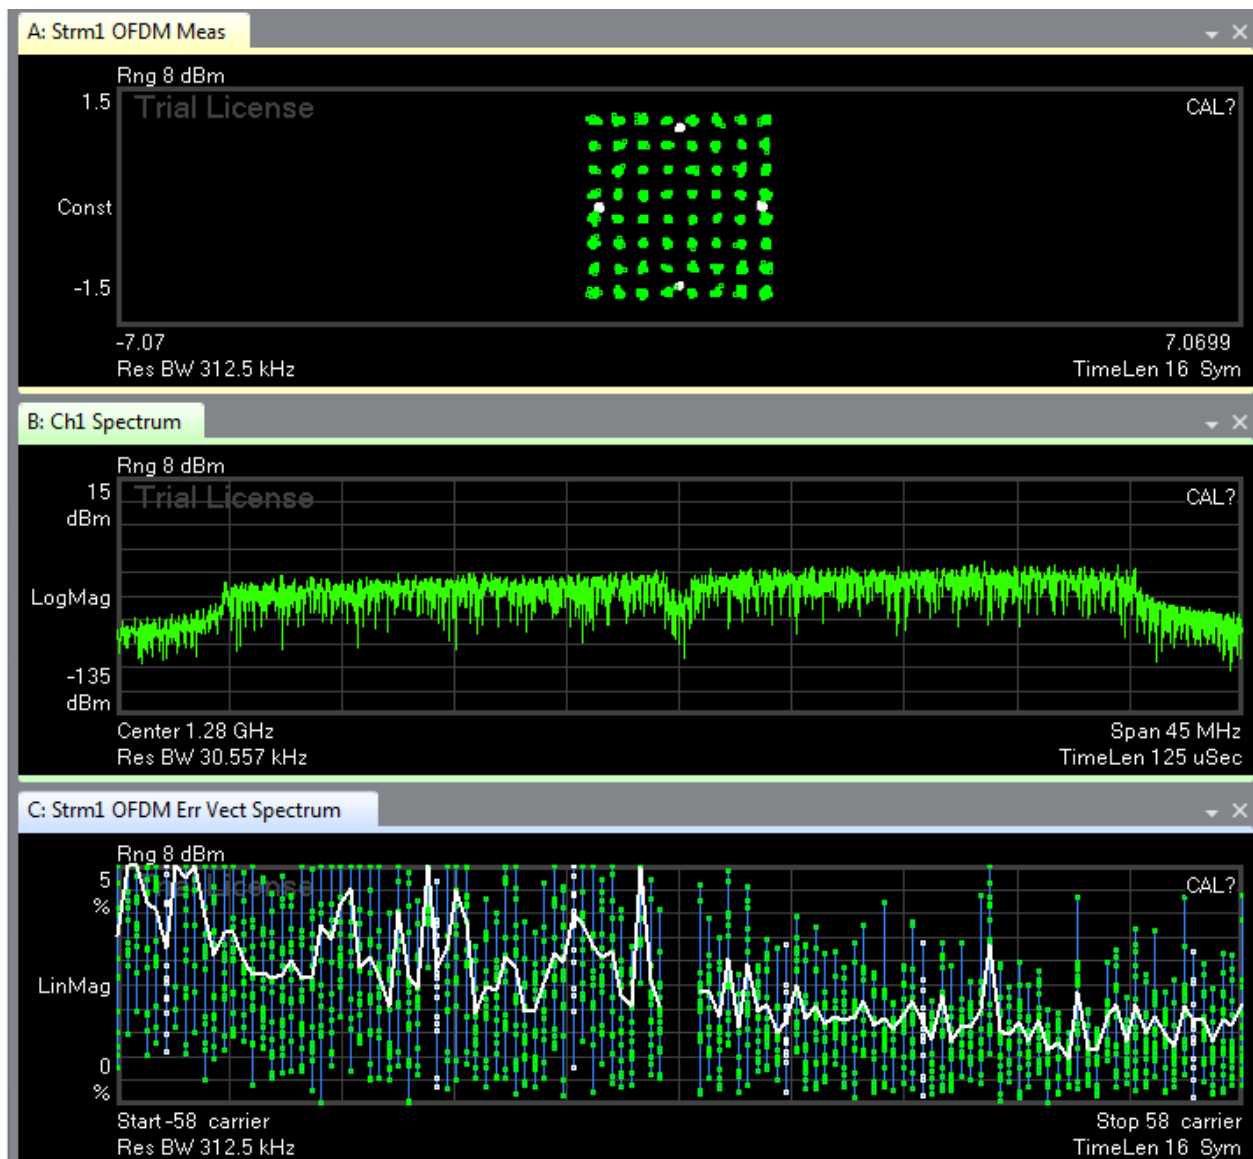 A: Strm1 OFDM Meas
Rng 8 dBm
1.5
Trial License
CAL?
Const
-1.5
-7.07
7.0699
Res BW 312.5 kHz
TimeLen 16 Sym
B: Ch1 Spectrum
Rng 8 dBm
15
dBm
Trial License
CAL?
LogMag
-135
dBm
Center 1.28 GHz
Span 45 MHz
Res BW 30.557 kHz
TimeLen 125 uSec
C: Strm1 OFDM Err Vect Spectrum
Rng 8 dBm
5
%
License
CAL?
LinMag
0
%
Start -58 carrier
Stop 58 carrier
Res BW 312.5 kHz
TimeLen 16 Sym